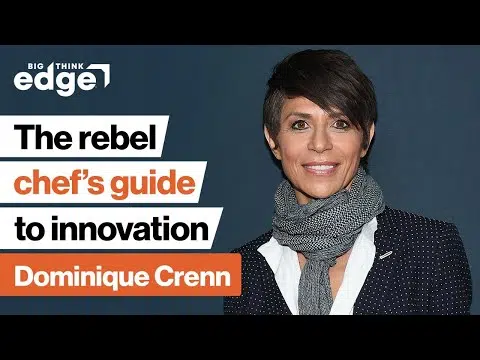 BIG THINK
edge
The rebel
chef's guide
to innovation
Dominique Crenn